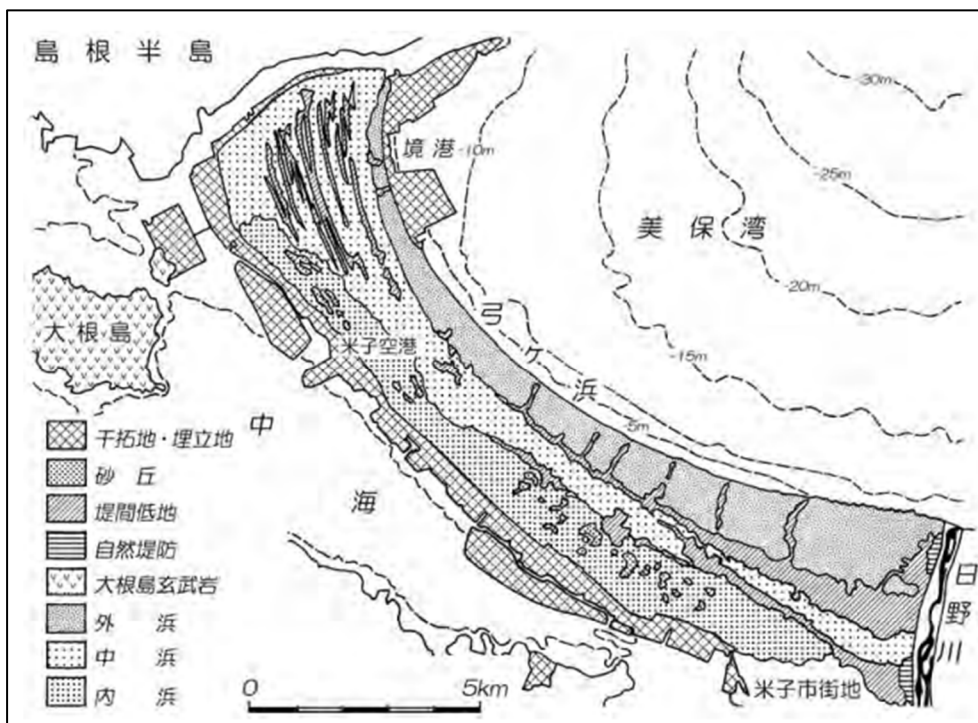 島根半島
境港
-10m
-30m
-25m
美保湾
-20m
-15m
大根島
米子空港
弓ヶ浜
-5m
中海
日野川
米子市街地
干拓地・埋立地
砂丘
堤間低地
自然堤防
大根島玄武岩
外浜
中浜
内浜
0 5km